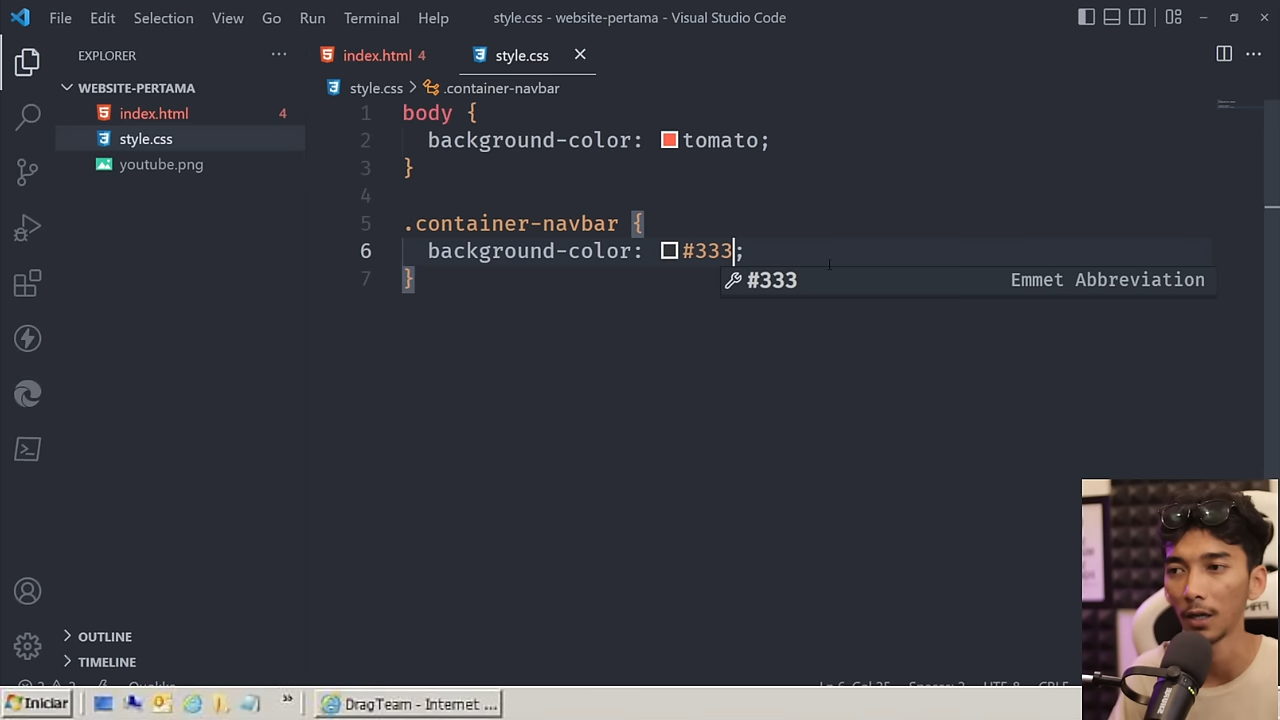 File Edit Selection View Go Run Terminal Help
style.css - website-pertama - Visual Studio Code
EXPLORER
index.html 4
style.css
WEBSITE-PERTAMA
index.html 4
style.css
youtube.png
style.css > .container-navbar
1 body {
2 background-color: tomato;
3 }
4
5 .container-navbar {
6 background-color: #333;
7 }
#333 Emmet Abbreviation
OUTLINE
TIMELINE
Iniciar
DragTeam - Internet ...